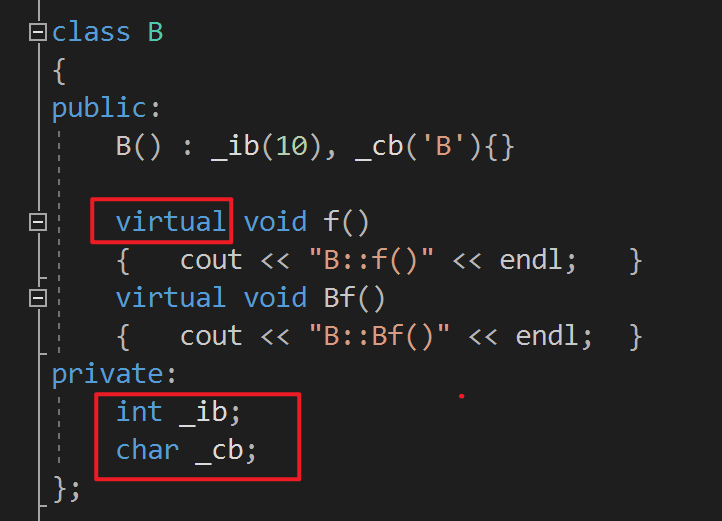 class B
{
public:
    B() : _ib(10), _cb('B'){}
    virtual void f()
    {   cout << "B::f()" << endl;   }
    virtual void Bf()
    {   cout << "B::Bf()" << endl;  }
private:
    int _ib;
    char _cb;
};